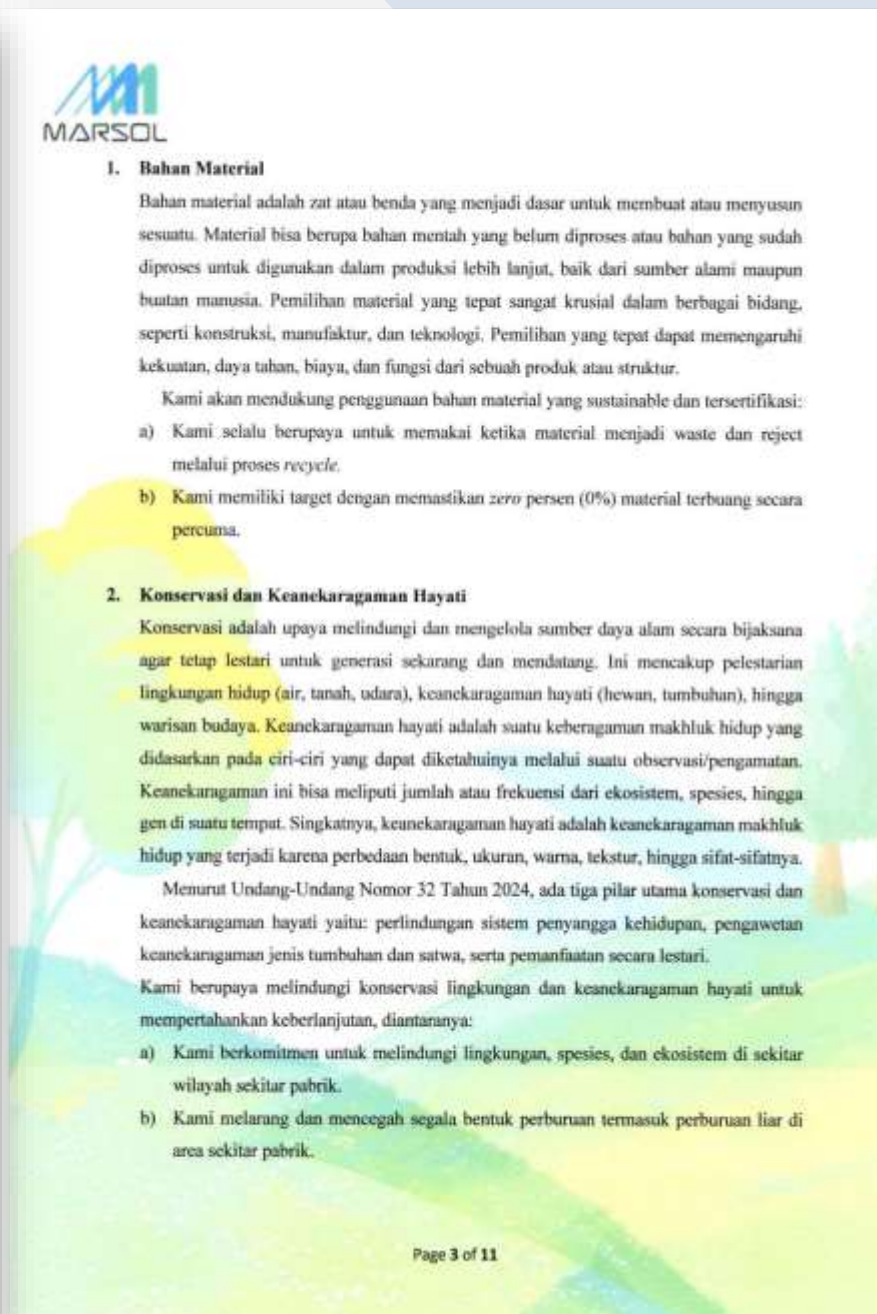 MARSOL
1. Bahan Material
Bahan material adalah zat atau benda yang menjadi dasar untuk membuat atau menyusun
sesuatu. Material bisa berupa bahan mentah yang belum diproses atau bahan yang sudah
diproses untuk digunakan dalam produksi lebih lanjut, baik dari sumber alami maupun
buatan manusia. Pemilihan material yang tepat sangat krusial dalam berbagai bidang,
seperti konstruksi, manufaktur, dan teknologi. Pemilihan yang tepat dapat memengaruhi
kekuatan, daya tahan, biaya, dan fungsi dari sebuah produk atau struktur.
Kami akan mendukung penggunaan bahan material yang sustainable dan tersertifikasi:
a) Kami selalu berupaya untuk memakai ketika material menjadi waste dan reject
melalui proses recycle.
b) Kami memiliki target dengan memastikan zero persen (0%) material terbuang secara
percuma.
2. Konservasi dan Keanekaragaman Hayati
Konservasi adalah upaya melindungi dan mengelola sumber daya alam secara bijaksana
agar tetap lestari untuk generasi sekarang dan mendatang. Ini mencakup pelestarian
lingkungan hidup (air, tanah, udara), keanekaragaman hayati (hewan, tumbuhan), hingga
warisan budaya. Keanekaragaman hayati adalah suatu keberagaman makhluk hidup yang
didasarkan pada ciri-ciri yang dapat diketahuinya melalui suatu observasi/pengamatan.
Keanekaragaman ini bisa meliputi jumlah atau frekuensi dari ekosistem, spesies, hingga
gen di suatu tempat. Singkatnya, keanekaragaman hayati adalah keanekaragaman makhluk
hidup yang terjadi karena perbedaan bentuk, ukuran, warna, tekstur, hingga sifat-sifatnya.
Menurut Undang-Undang Nomor 32 Tahun 2024, ada tiga pilar utama konservasi dan
keanekaragaman hayati yaitu: perlindungan sistem penyangga kehidupan, pengawetan
keanekaragaman jenis tumbuhan dan satwa, serta pemanfaatan secara lestari.
Kami berupaya melindungi konservasi lingkungan dan keanekaragaman hayati untuk
mempertahankan keberlanjutan, diantaranya:
a) Kami berkomitmen untuk melindungi lingkungan, spesies, dan ekosistem di sekitar
wilayah sekitar pabrik.
b) Kami melarang dan mencegah segala bentuk perburuan termasuk perburuan liar di
area sekitar pabrik.
Page 3 of 11